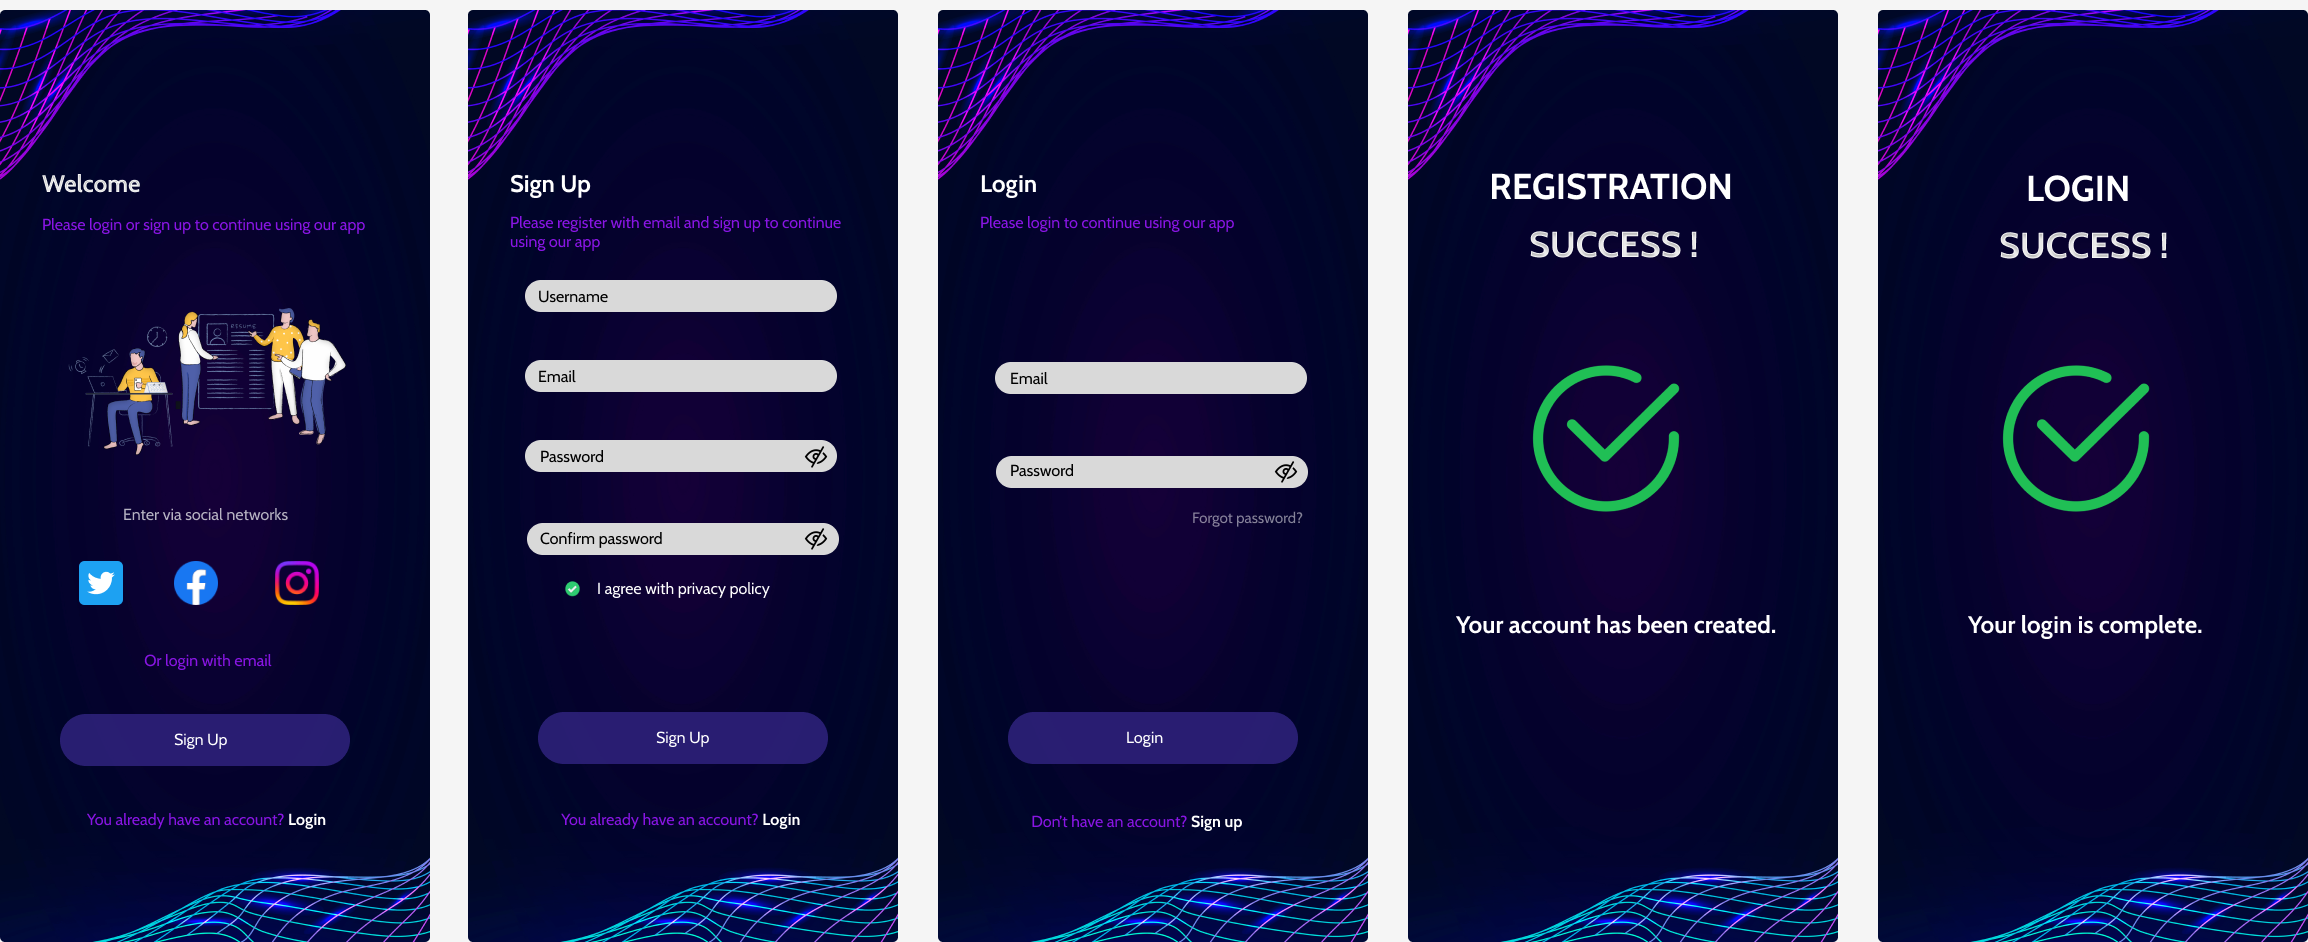 Welcome
Please login or sign up to continue using our app
RESUME
Enter via social networks
Or login with email
Sign Up
You already have an account? Login
Sign Up
Please register with email and sign up to continue
using our app
Username
Email
Password
Confirm password
I agree with privacy policy
Sign Up
You already have an account? Login
Login
Please login to continue using our app
Email
Password
Forgot password?
Login
Don't have an account? Sign up
REGISTRATION
SUCCESS !
Your account has been created.
LOGIN
SUCCESS !
Your login is complete.